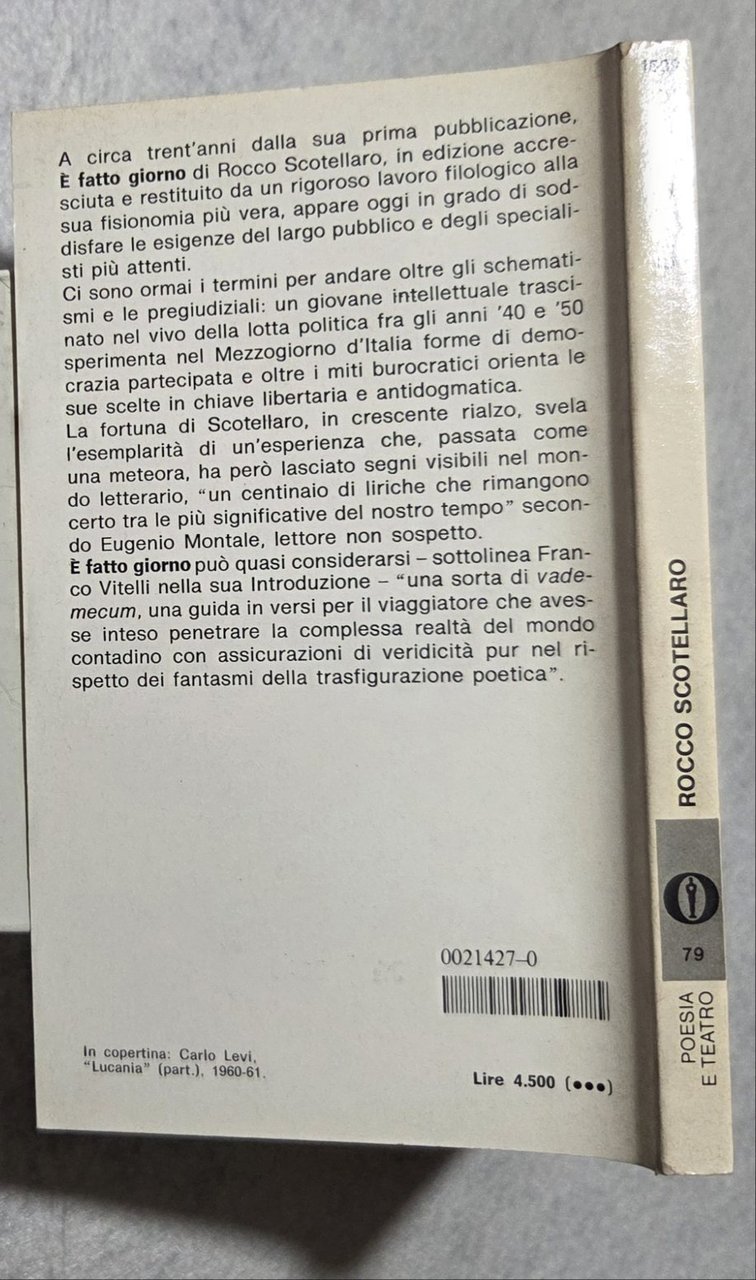 A circa trent'anni dalla sua prima pubblicazione,
È fatto giorno di Rocco Scotellaro, in edizione accre-
sciuta e restituito da un rigoroso lavoro filologico alla
sua fisionomia più vera, appare oggi in grado di sod-
disfare le esigenze del largo pubblico e degli speciali-
sti più attenti.
Ci sono ormai i termini per andare oltre gli schemati-
smi e le pregiudiziali: un giovane intellettuale trasci-
nato nel vivo della lotta politica fra gli anni '40 e '50
sperimenta nel Mezzogiorno d'Italia forme di demo-
crazia partecipata e oltre i miti burocratici orienta le
sue scelte in chiave libertaria e antidogmatica.
La fortuna di Scotellaro, in crescente rialzo, svela
l'esemplarità di un'esperienza che, passata come
una meteora, ha però lasciato segni visibili nel mon-
do letterario, “un centinaio di liriche che rimangono
certo tra le più significative del nostro tempo” secon-
do Eugenio Montale, lettore non sospetto.
È fatto giorno può quasi considerarsi – sottolinea Fran-
co Vitelli nella sua Introduzione – “una sorta di vade-
mecum, una guida in versi per il viaggiatore che aves-
se inteso penetrare la complessa realtà del mondo
contadino con assicurazioni di veridicità pur nel ri-
spetto dei fantasmi della trasfigurazione poetica”.
0021427-0
In copertina: Carlo Levi,
“Lucania” (part.), 1960-61.
Lire 4.500 (●●●)
ROCCO SCOTELLARO
79
POESIA
E TEATRO